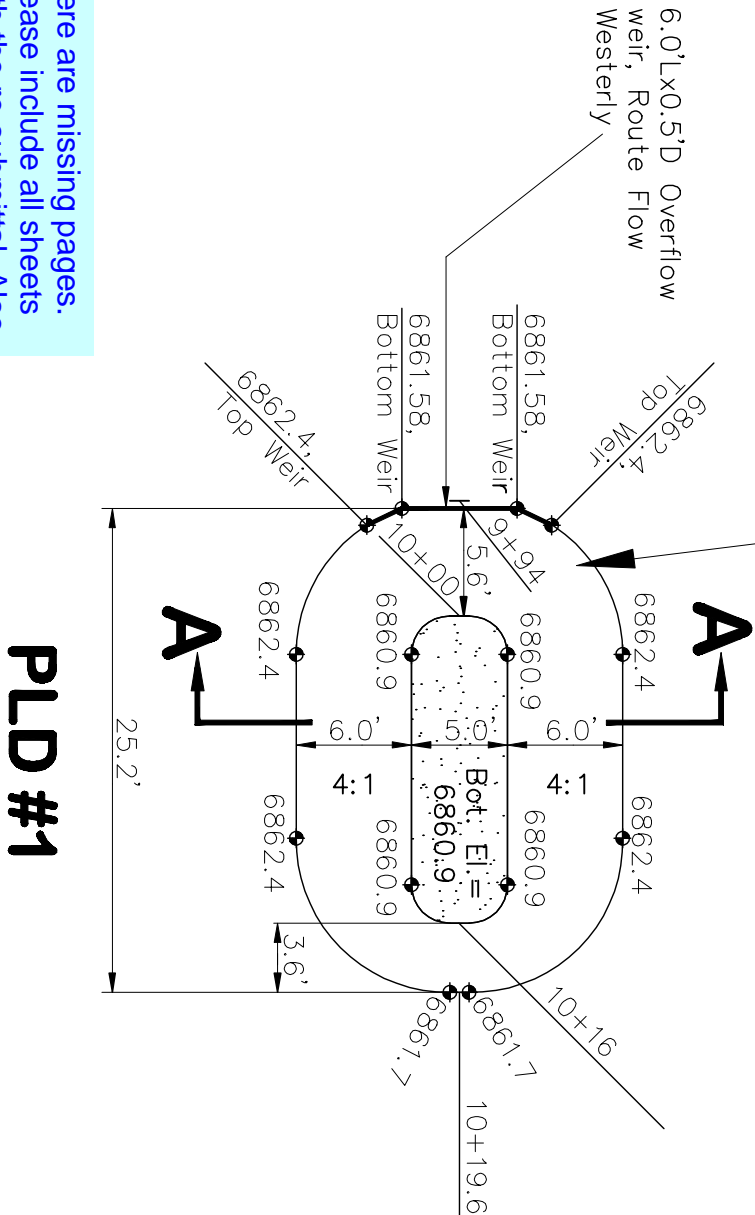 6.0'Lx0.5'D Overflow
weir, Route Flow
Westerly
ere are missing pages.
ease include all sheets
6862.4,
Top Weir
6861.58,
Bottom Weir
6861.58,
Bottom Weir
6862.4,
Top Weir
9+94
10+00
5.6'
A
A
6862.4
6860.9
6860.9
6862.4
6.0'
5.0'
6.0'
4:1
4:1
Bot. El.=
6860.9
6862.4
6860.9
6860.9
6862.4
25.2'
3.6'
10+16
6861.7
6861.7
10+19.6
PLD #1